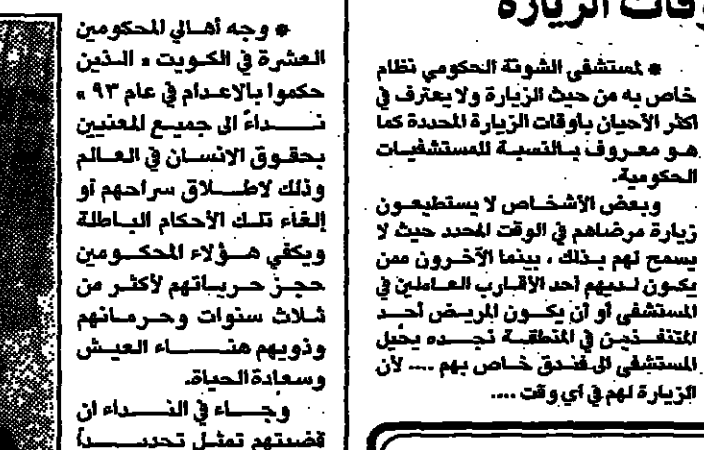 أوقات الزيارة
* لمستشفى الشونة الحكومي نظام
خاص به من حيث الزيارة ولا يعترف في
اكثر الأحيان بأوقات الزيارة المحددة كما
هو معروف بالنسبة للمستشفيات
الحكومية.
وبعض الأشخاص لا يستطيعون
زيارة مرضاهم في الوقت المحدد حيث لا
يسمح لهم بذلك ، بينما الآخرون ممن
يكون لديهم أحد الأقارب العاملين في
المستشفى أو أن يكون المريض أحد
المتنفذين في المنطقة نجده يحيل
المستشفى الى فندق خاص بهم .... لأن
الزيارة لهم في أي وقت ....
* وجه أهالي المحكومين
العشرة في الكويت « الذين
حكموا بالاعدام في عام ٩٣ »
نداءً الى جميع المعنيين
بحقوق الانسان في العالم
وذلك لاطلاق سراحهم أو
إلغاء تلك الأحكام الباطلة
ويكفي هؤلاء المحكومين
حجز حرياتهم لأكثر من
ثلاث سنوات وحرمانهم
وذويهم هناء العيش
وسعادة الحياة.
وجاء في النداء ان
قضيتهم تمثل تحديداً